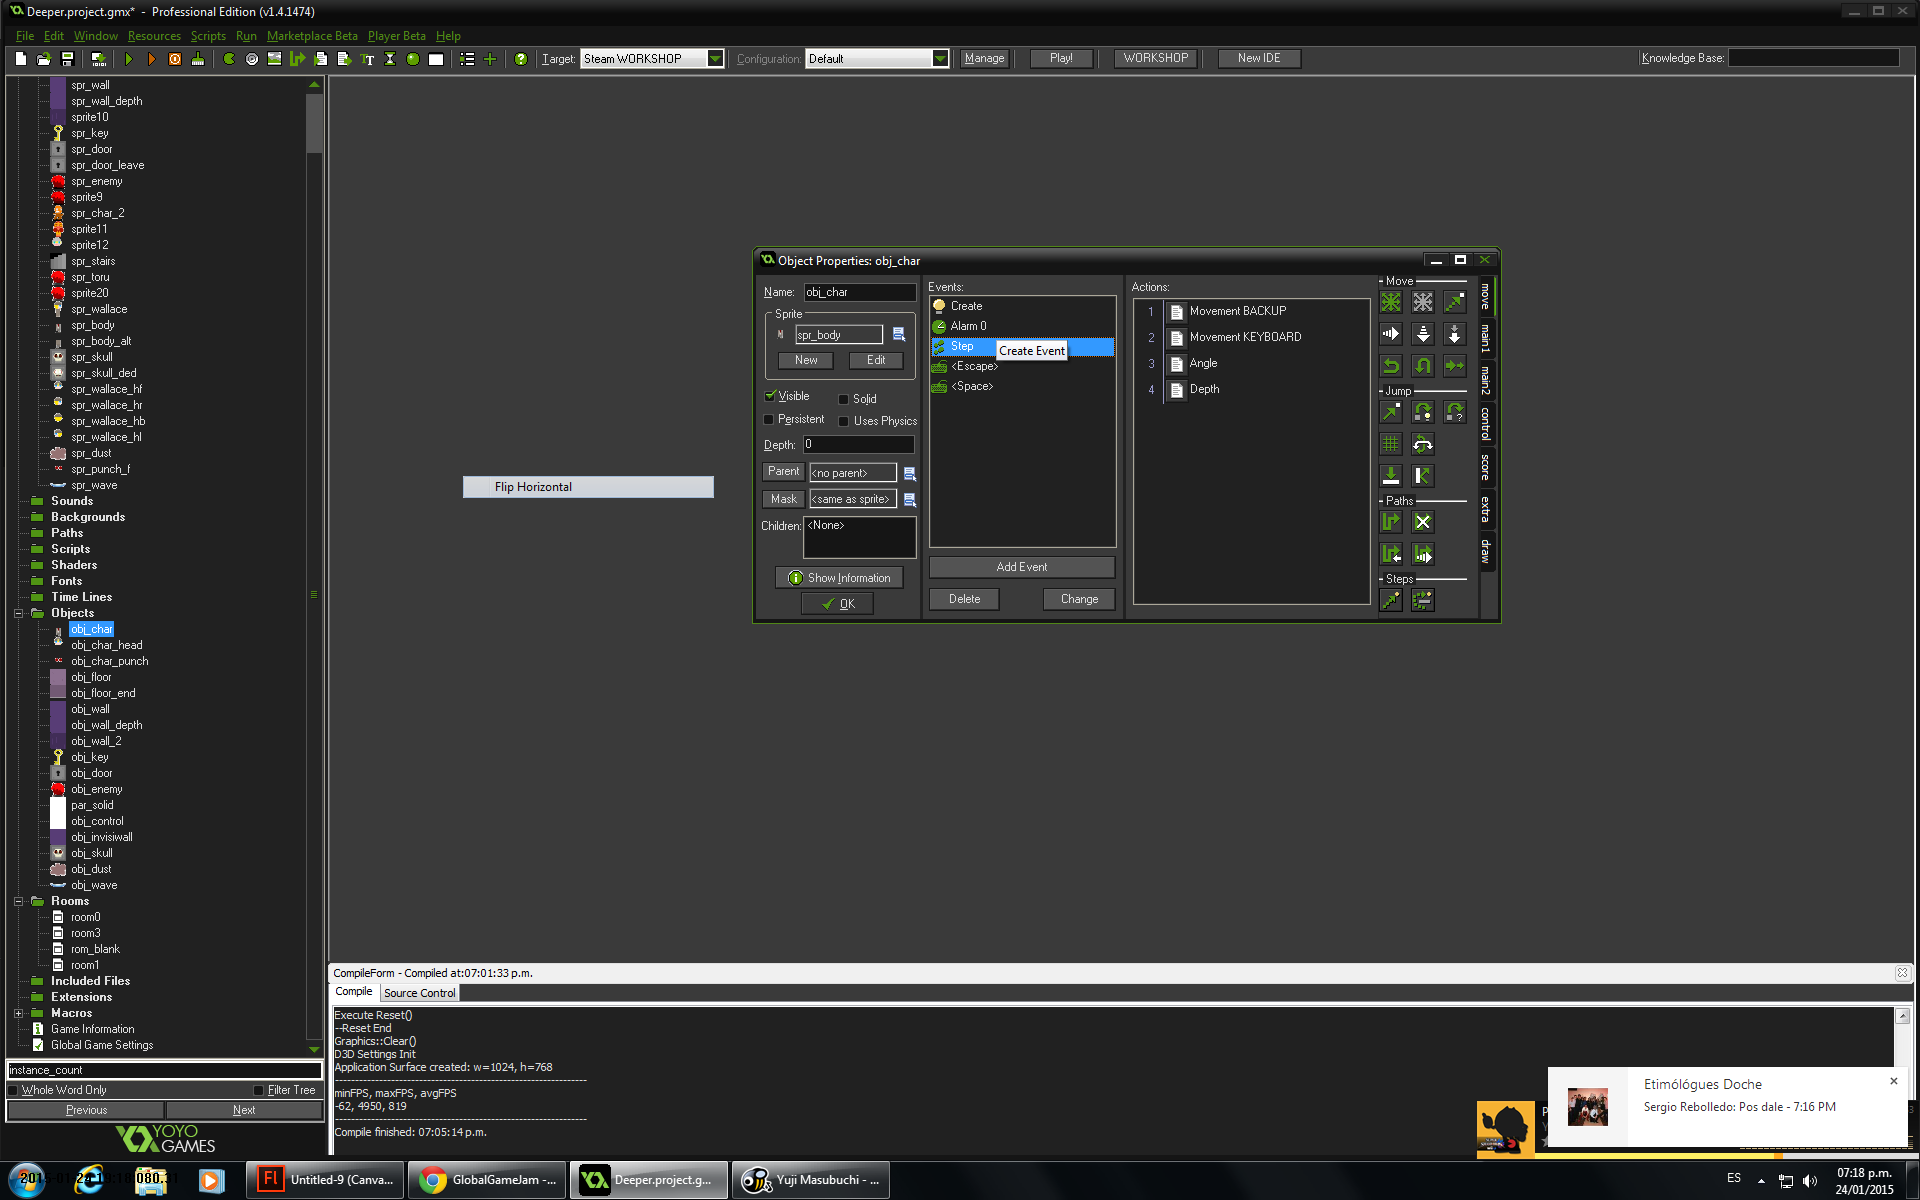 Deeper.project.gmx* - Professional Edition (v1.4.1474)
File Edit Window Resources Scripts Run Marketplace Beta Player Beta Help
Target: Steam WORKSHOP Configuration: Default Manage Play! WORKSHOP New IDE Knowledge Base:
spr_wall
spr_wall_depth
sprite10
spr_key
spr_door
spr_door_leave
spr_enemy
sprite9
spr_char_2
sprite11
sprite12
spr_stairs
spr_toru
sprite20
spr_wallace
spr_body
spr_body_alt
spr_skull
spr_skull_ded
spr_wallace_hf
spr_wallace_hr
spr_wallace_hb
spr_wallace_hl
spr_dust
spr_punch_f
spr_wave
Sounds
Backgrounds
Paths
Scripts
Shaders
Fonts
Time Lines
Objects
obj_char
obj_char_head
obj_char_punch
obj_floor
obj_floor_end
obj_wall
obj_wall_depth
obj_wall_2
obj_key
obj_door
obj_enemy
par_solid
obj_control
obj_invisiwall
obj_skull
obj_dust
obj_wave
Rooms
room0
room3
rom_blank
room1
Included Files
Extensions
Macros
Game Information
Global Game Settings
instance_count
Whole Word Only Filter Tree
Previous Next
YOYO GAMES
Flip Horizontal
Object Properties: obj_char
Name: obj_char
Sprite
spr_body
New Edit
Visible Solid
Persistent Uses Physics
Depth: 0
Parent <no parent>
Mask <same as sprite>
Children: <None>
Show Information
OK
Events:
Create
Alarm 0
Step
Create Event
<Escape>
<Space>
Add Event
Delete Change
Actions:
1 Movement BACKUP
2 Movement KEYBOARD
3 Angle
4 Depth
Move
Jump
Paths
Steps
move
main1
main2
control
score
extra
draw
CompileForm - Compiled at:07:01:33 p.m.
Compile Source Control
Execute Reset()
--Reset End
Graphics::Clear()
D3D Settings Init
Application Surface created: w=1024, h=768
minFPS, maxFPS, avgFPS
-62, 4950, 819
Compile finished: 07:05:14 p.m.
Etimólógues Doche
Sergio Rebolledo: Pos dale - 7:16 PM
Untitled-9 (Canva...
GlobalGameJam -...
Deeper.project.g...
Yuji Masubuchi - ...
ES
07:18 p.m.
24/01/2015